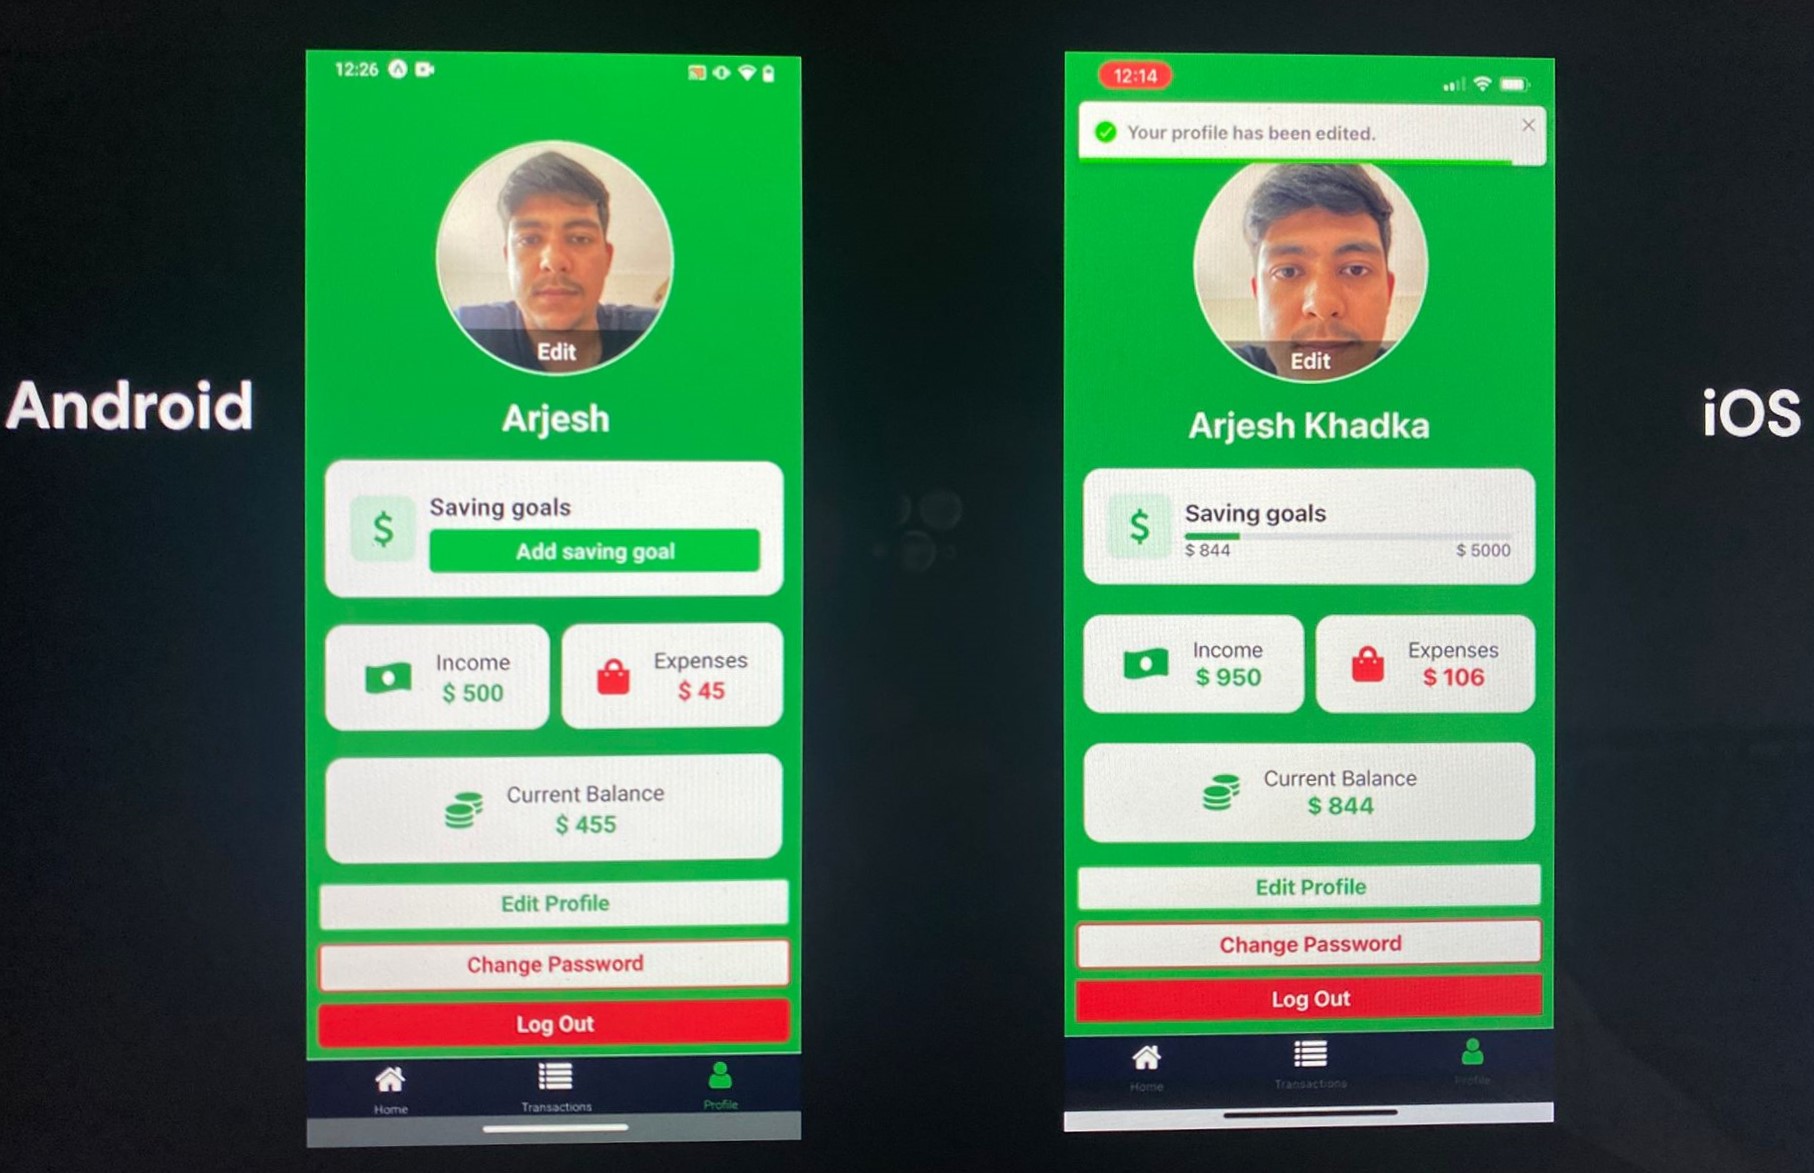 Android
12:26
Edit
Arjesh
Saving goals
$
Add saving goal
Income
$ 500
Expenses
$ 45
Current Balance
$ 455
Edit Profile
Change Password
Log Out
Home
Transactions
Profile
12:14
Your profile has been edited.
Edit
Arjesh Khadka
Saving goals
$
$ 844
$ 5000
Income
$ 950
Expenses
$ 106
Current Balance
$ 844
Edit Profile
Change Password
Log Out
Home
Transactions
Profile
iOS